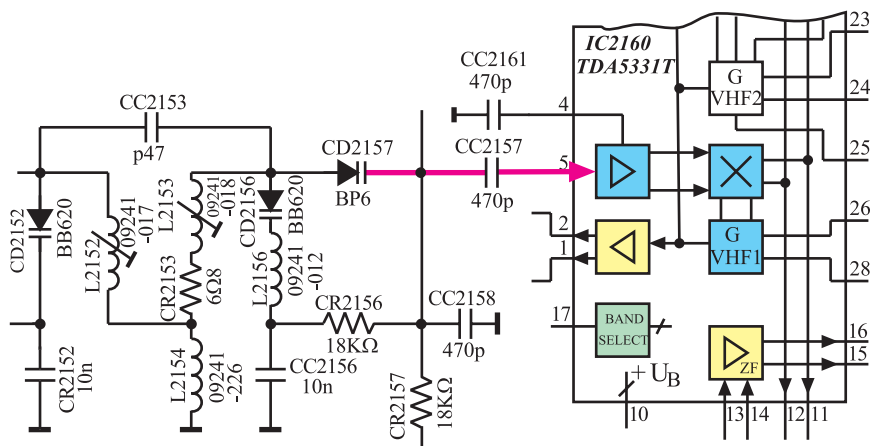 IC2160
TDA5331T
23
24
25
26
28
16
15
G
VHF2
G
VHF1
CC2161
470p
4
CC2153
p47
CD2157
BP6
CC2157
470p
5
2
1
17
BAND
SELECT
ZF
+U_B
10
13
14
12
11
CD2152
BB620
L2152
09241
-017
L2153
09241
-018
CD2156
BB620
CR2153
6Ω8
L2156
09241
-012
CR2156
18KΩ
CC2158
470p
CR2152
10n
L2154
09241
-226
CC2156
10n
CR2157
18KΩ